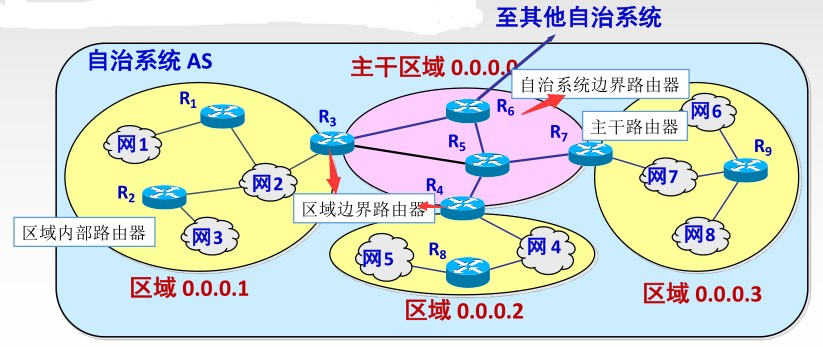 至其他自治系统
自治系统 AS
主干区域 0.0.0.0
自治系统边界路由器
R1
R6
网6
R3
主干路由器
R7
网1
R5
R9
网2
网7
R2
R4
区域边界路由器
区域内部路由器
网3
网8
R8
网4
网5
区域 0.0.0.1
区域 0.0.0.3
区域 0.0.0.2